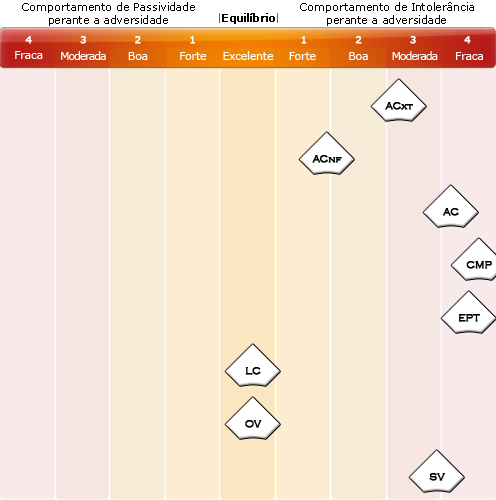 Comportamento de Passividade
perante a adversidade
|Equilíbrio|
Comportamento de Intolerância
perante a adversidade
4 3 2 1 1 2 3 4
Fraca Moderada Boa Forte Excelente Forte Boa Moderada Fraca
ACXT
ACNF
AC
CMP
EPT
LC
OV
SV